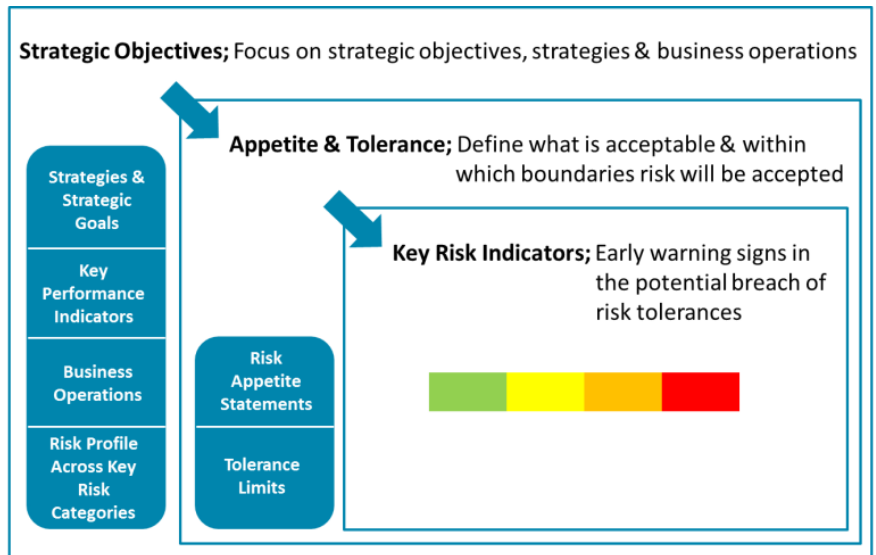 Strategic Objectives; Focus on strategic objectives, strategies & business operations
Appetite & Tolerance; Define what is acceptable & within
which boundaries risk will be accepted
Key Risk Indicators; Early warning signs in
the potential breach of
risk tolerances
Strategies &
Strategic
Goals
Key
Performance
Indicators
Business
Operations
Risk Profile
Across Key
Risk
Categories
Risk
Appetite
Statements
Tolerance
Limits